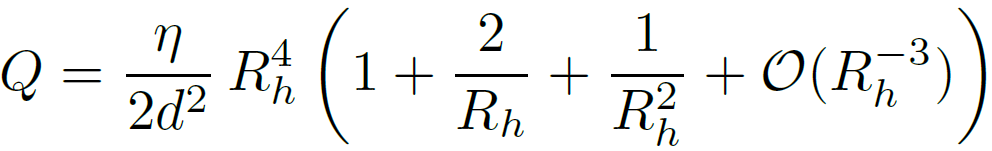 Q = \frac{\eta}{2d^2} R_h^4 \left( 1 + \frac{2}{R_h} + \frac{1}{R_h^2} + \mathcal{O}(R_h^{-3}) \right)